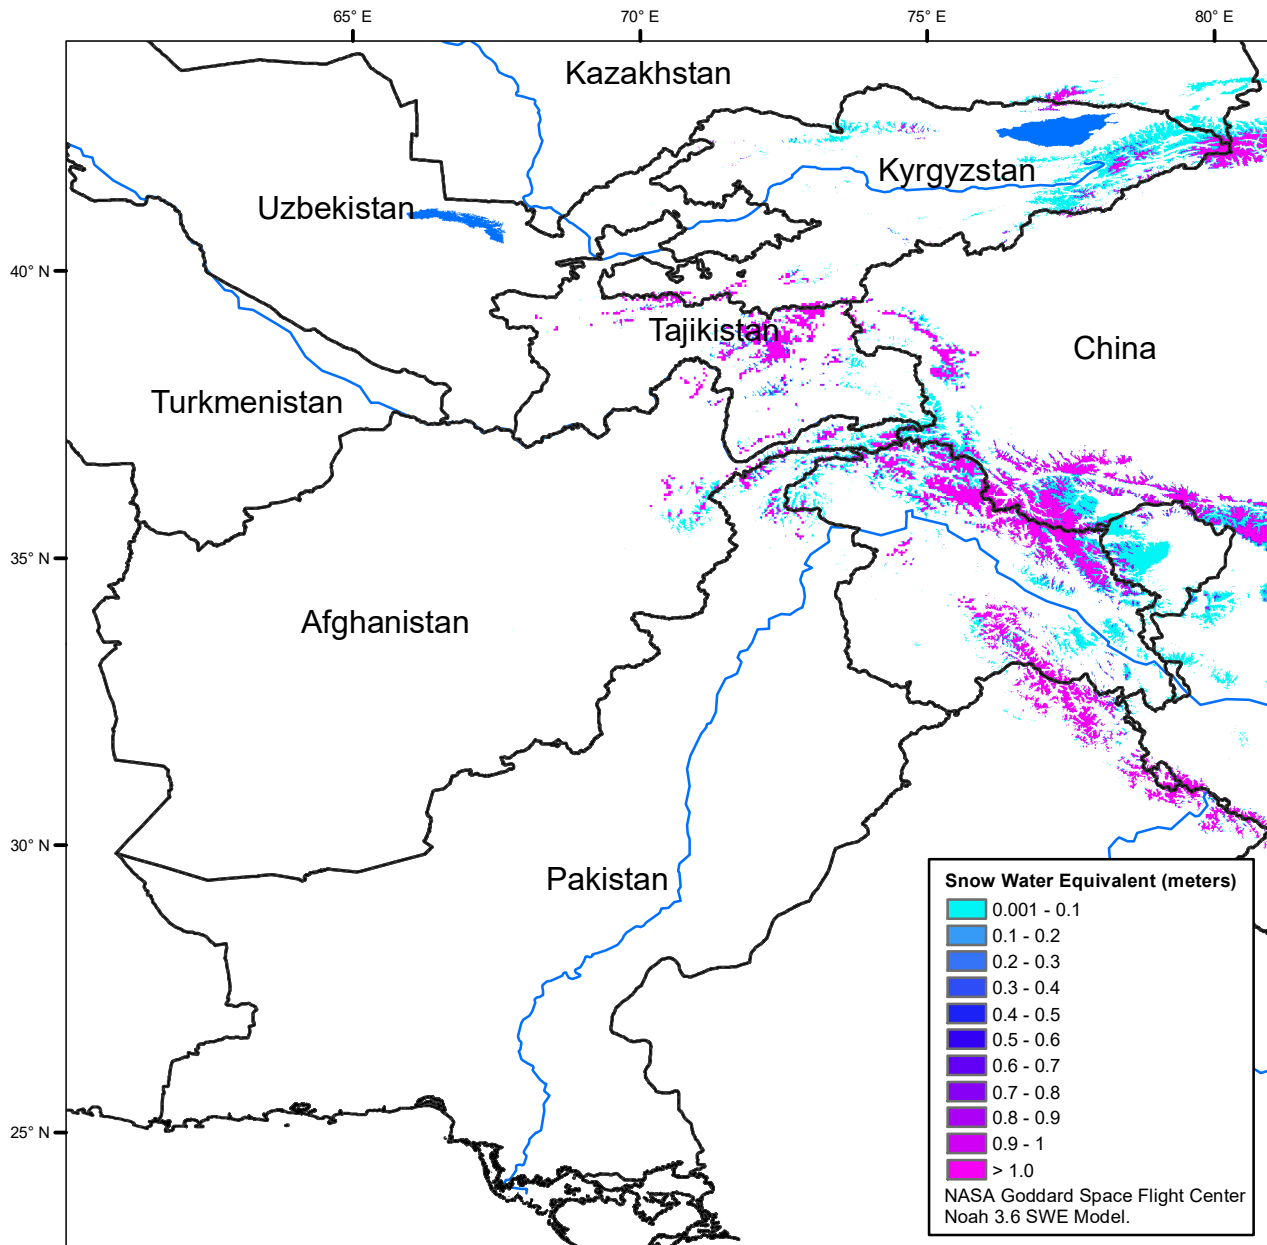 65° E
70° E
75° E
80° E
Kazakhstan
Kyrgyzstan
Uzbekistan
40° N
Tajikistan
China
Turkmenistan
35° N
Afghanistan
30° N
Pakistan
25° N
Snow Water Equivalent (meters)
0.001 - 0.1
0.1 - 0.2
0.2 - 0.3
0.3 - 0.4
0.4 - 0.5
0.5 - 0.6
0.6 - 0.7
0.7 - 0.8
0.8 - 0.9
0.9 - 1
> 1.0
NASA Goddard Space Flight Center
Noah 3.6 SWE Model.